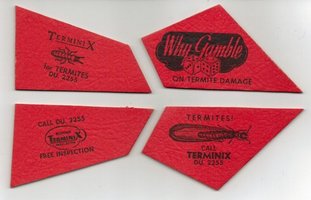 TERMINIX
for TERMITES
DU. 2255
Why Gamble
ON TERMITE DAMAGE
CALL DU. 2255
TERMINIX
FREE INSPECTION
TERMITES!
CALL
TERMINIX
DU 2255